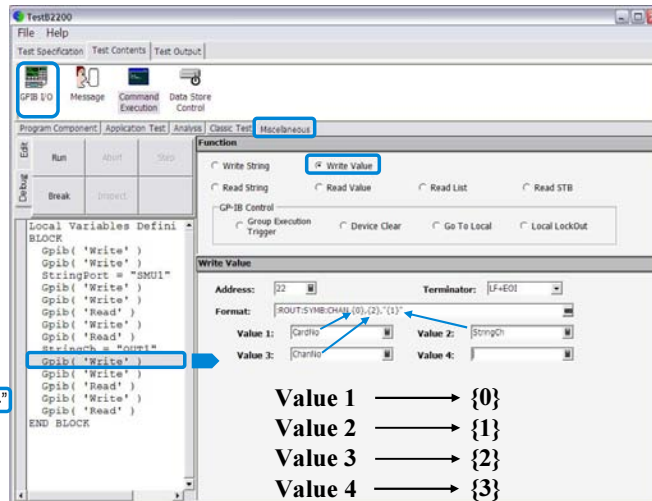 TestB2200
File Help
Test Specification Test Contents Test Output
GPIB I/O Message Command Execution Data Store Control
Program Component Application Test Analysis Classic Test Miscellaneous
Edit
Debug
Run Abort Step
Break Inspect
Function
Write String Write Value
Read String Read Value Read List Read STB
GP-IB Control
Group Execution Trigger Device Clear Go To Local Local LockOut
Local Variables Defini
BLOCK
Gpib( 'Write' )
Gpib( 'Write' )
StringPort = "SMU1"
Gpib( 'Write' )
Gpib( 'Write' )
Gpib( 'Read' )
Gpib( 'Write' )
Gpib( 'Read' )
StringCh = "OUT1"
Gpib( 'Write' )
Gpib( 'Write' )
Gpib( 'Read' )
Gpib( 'Write' )
Gpib( 'Read' )
END BLOCK
Write Value
Address: 22 Terminator: LF+EOI
Format: :ROUT:SYMB:CHAN {0},{2},"{1}"
Value 1: CardNo Value 2: StringCh
Value 3: ChanNo Value 4:
Value 1 {0}
Value 2 {1}
Value 3 {2}
Value 4 {3}